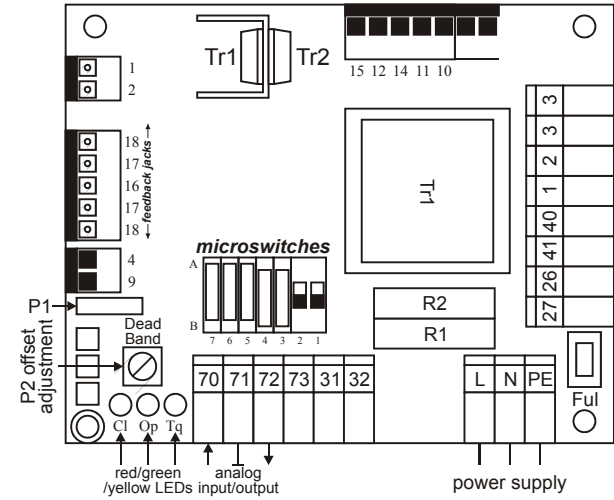 Tr1
Tr2
15 12 14 11 10
1
2
18
17
16
17
18
feedback jacks
4
9
3
3
2
1
40
41
26
27
Tr1
microswitches
A
B
7 6 5 4 3 2 1
R2
R1
P1
Dead
Band
P2 offset
adjustment
70 71 72 73 31 32
L N PE
Ful
Cl Op Tq
red/green
/yellow LEDs
analog
input/output
power supply